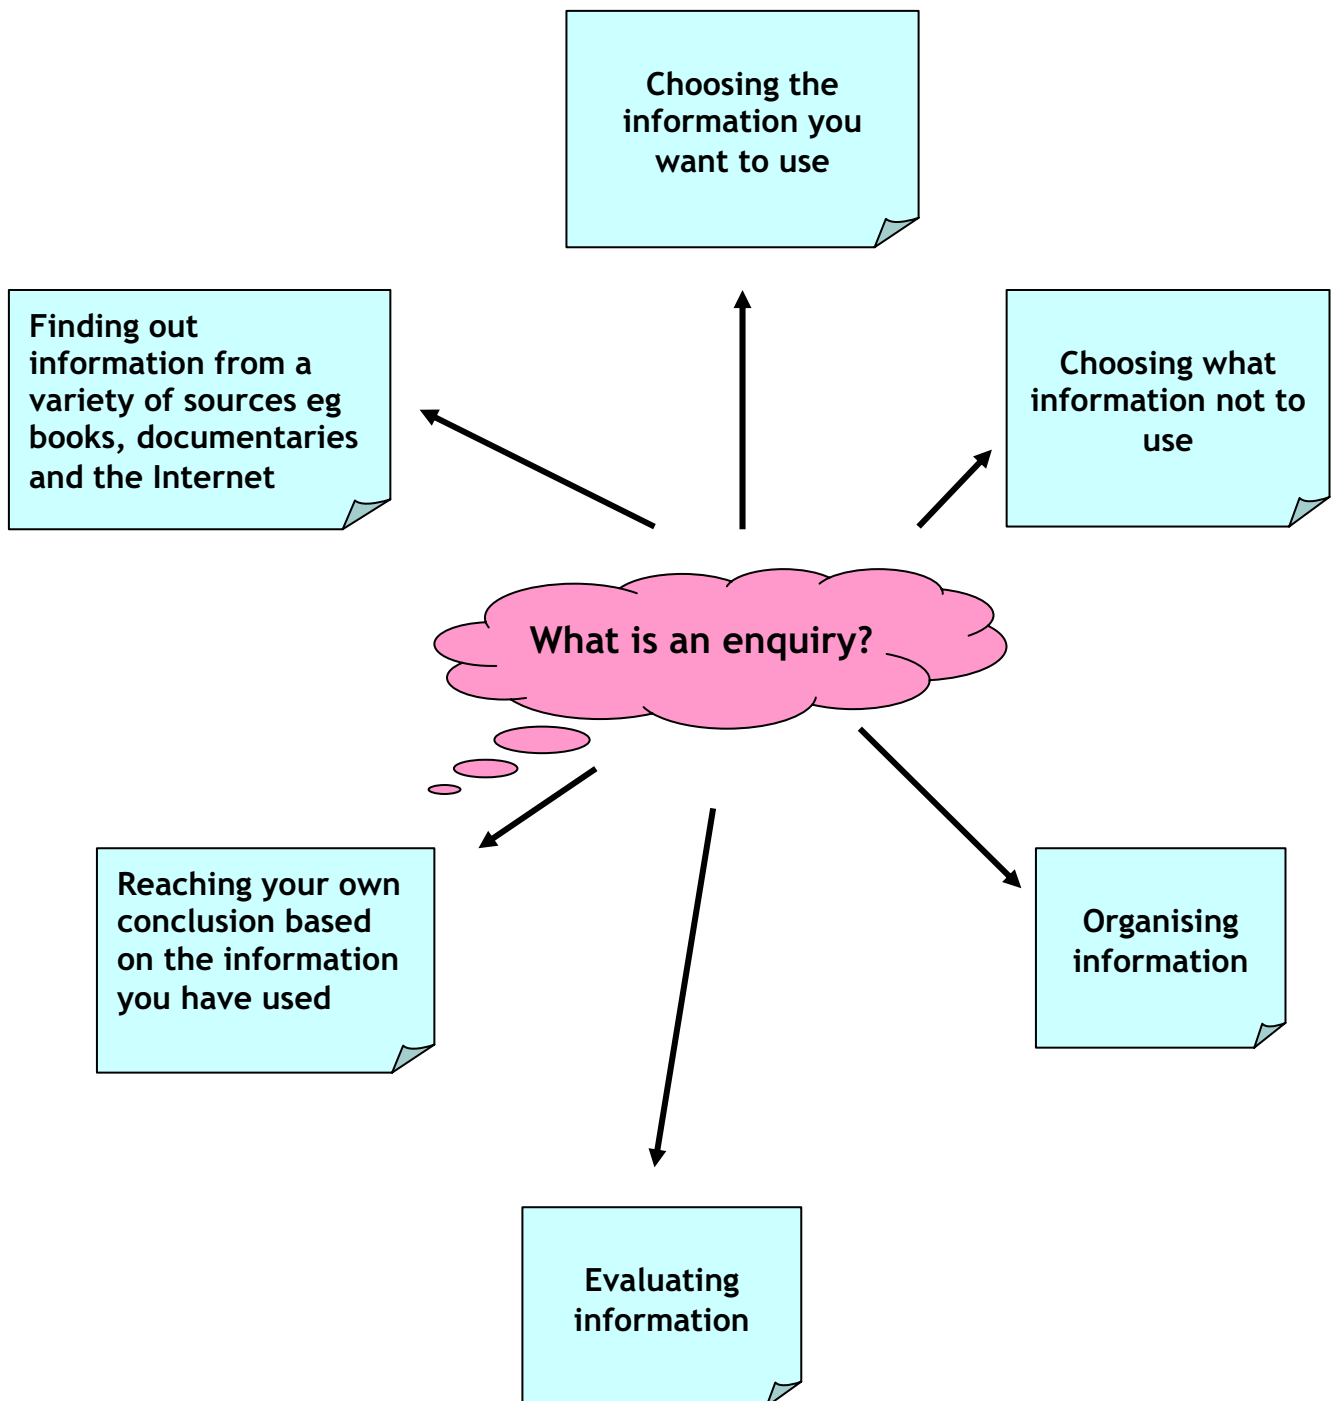 Choosing the
information you
want to use
Finding out
information from a
variety of sources eg
books, documentaries
and the Internet
Choosing what
information not to
use
What is an enquiry?
Reaching your own
conclusion based
on the information
you have used
Organising
information
Evaluating
information